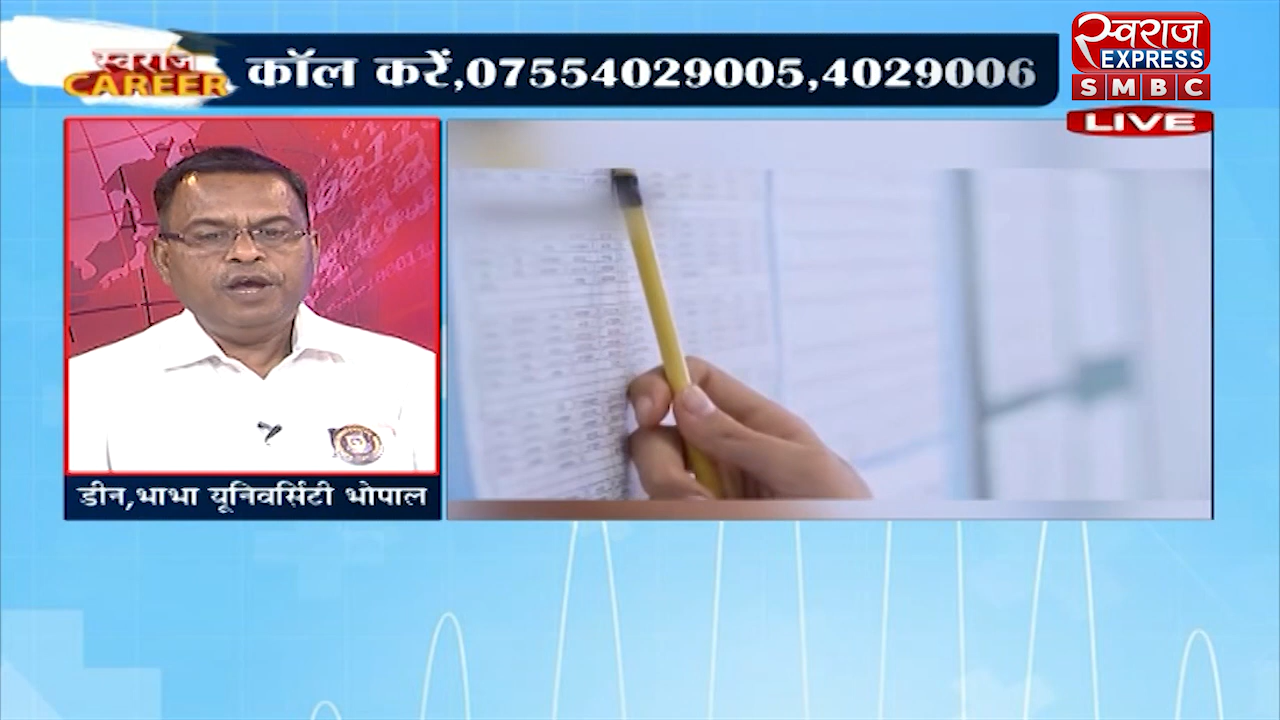 स्वराज
CAREER
कॉल करें,07554029005,4029006
स्वराज
EXPRESS
SMBC
LIVE
डीन,भाभा यूनिवर्सिटी भोपाल